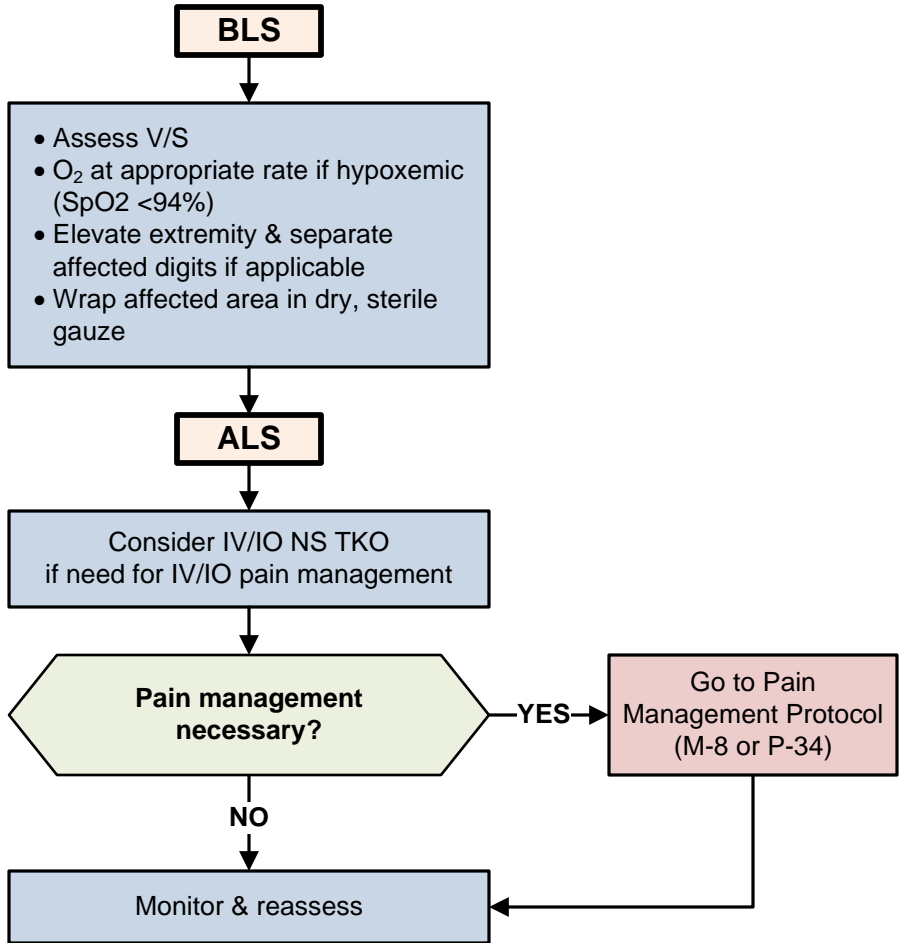 BLS
• Assess V/S
• O₂ at appropriate rate if hypoxemic
(SpO2 <94%)
• Elevate extremity & separate
affected digits if applicable
• Wrap affected area in dry, sterile
gauze
ALS
Consider IV/IO NS TKO
if need for IV/IO pain management
Pain management
necessary?
YES
Go to Pain
Management Protocol
(M-8 or P-34)
NO
Monitor & reassess